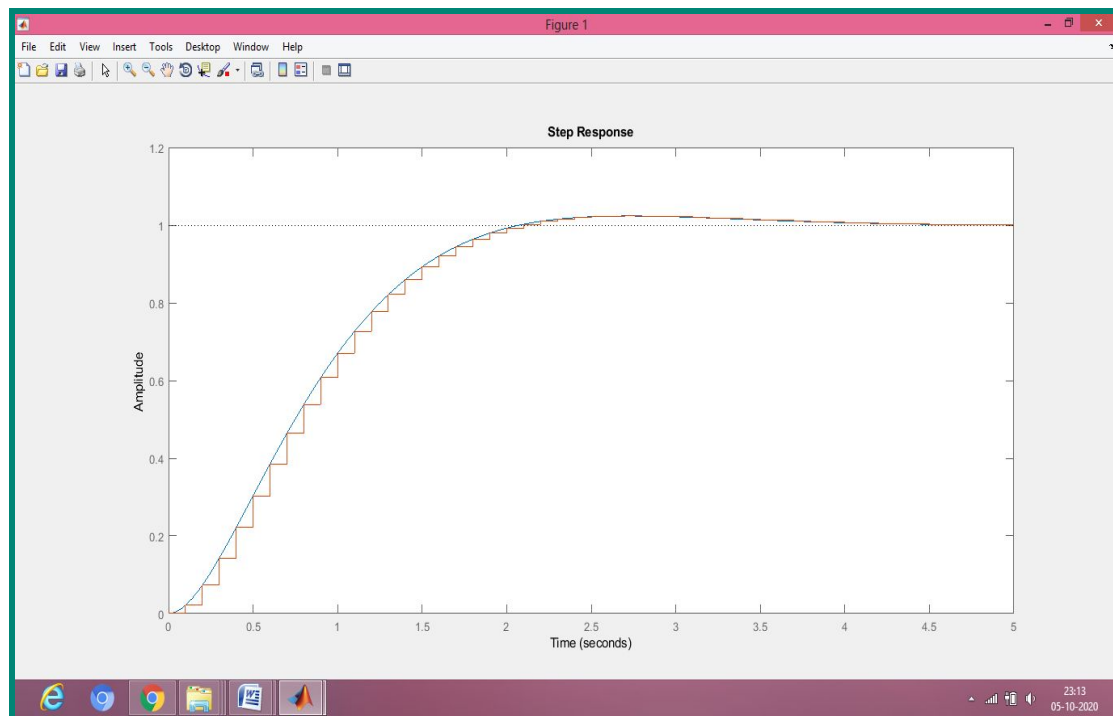 Figure 1
File Edit View Insert Tools Desktop Window Help
Step Response
1.2
1
0.8
0.6
0.4
0.2
0
Amplitude
0 0.5 1 1.5 2 2.5 3 3.5 4 4.5 5
Time (seconds)
23:13
05-10-2020